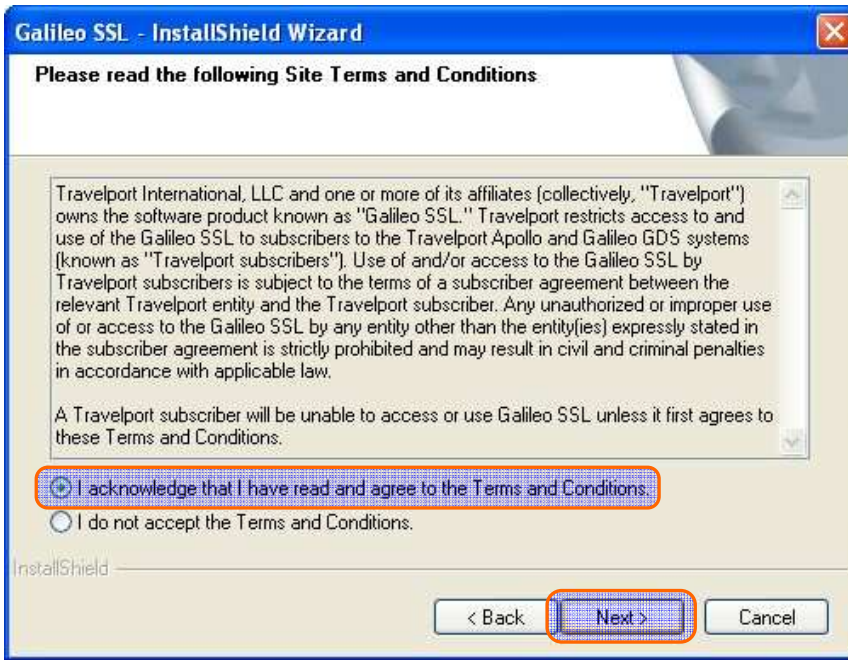 Galileo SSL - InstallShield Wizard
Please read the following Site Terms and Conditions
Travelport International, LLC and one or more of its affiliates (collectively, "Travelport")
owns the software product known as "Galileo SSL." Travelport restricts access to and
use of the Galileo SSL to subscribers to the Travelport Apollo and Galileo GDS systems
(known as "Travelport subscribers"). Use of and/or access to the Galileo SSL by
Travelport subscribers is subject to the terms of a subscriber agreement between the
relevant Travelport entity and the Travelport subscriber. Any unauthorized or improper use
of or access to the Galileo SSL by any entity other than the entity(ies) expressly stated in
the subscriber agreement is strictly prohibited and may result in civil and criminal penalties
in accordance with applicable law.
A Travelport subscriber will be unable to access or use Galileo SSL unless it first agrees to
these Terms and Conditions.
I acknowledge that I have read and agree to the Terms and Conditions.
I do not accept the Terms and Conditions.
InstallShield
< Back Next > Cancel